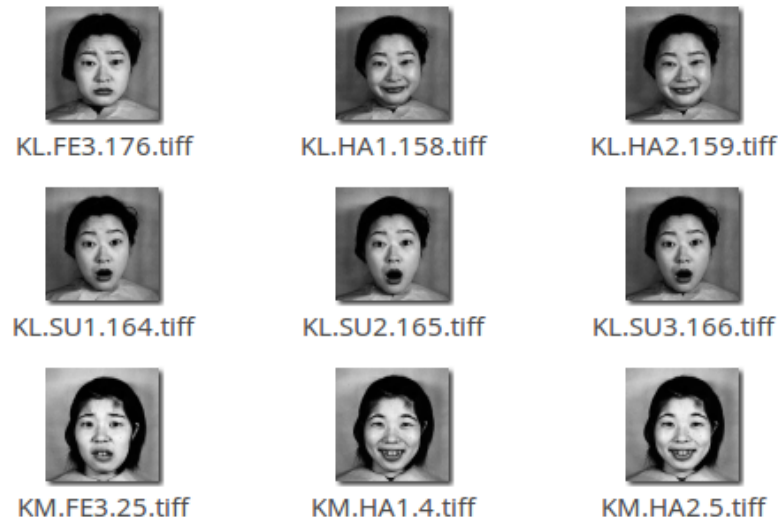 KL.FE3.176.tiff
KL.HA1.158.tiff
KL.HA2.159.tiff
KL.SU1.164.tiff
KL.SU2.165.tiff
KL.SU3.166.tiff
KM.FE3.25.tiff
KM.HA1.4.tiff
KM.HA2.5.tiff